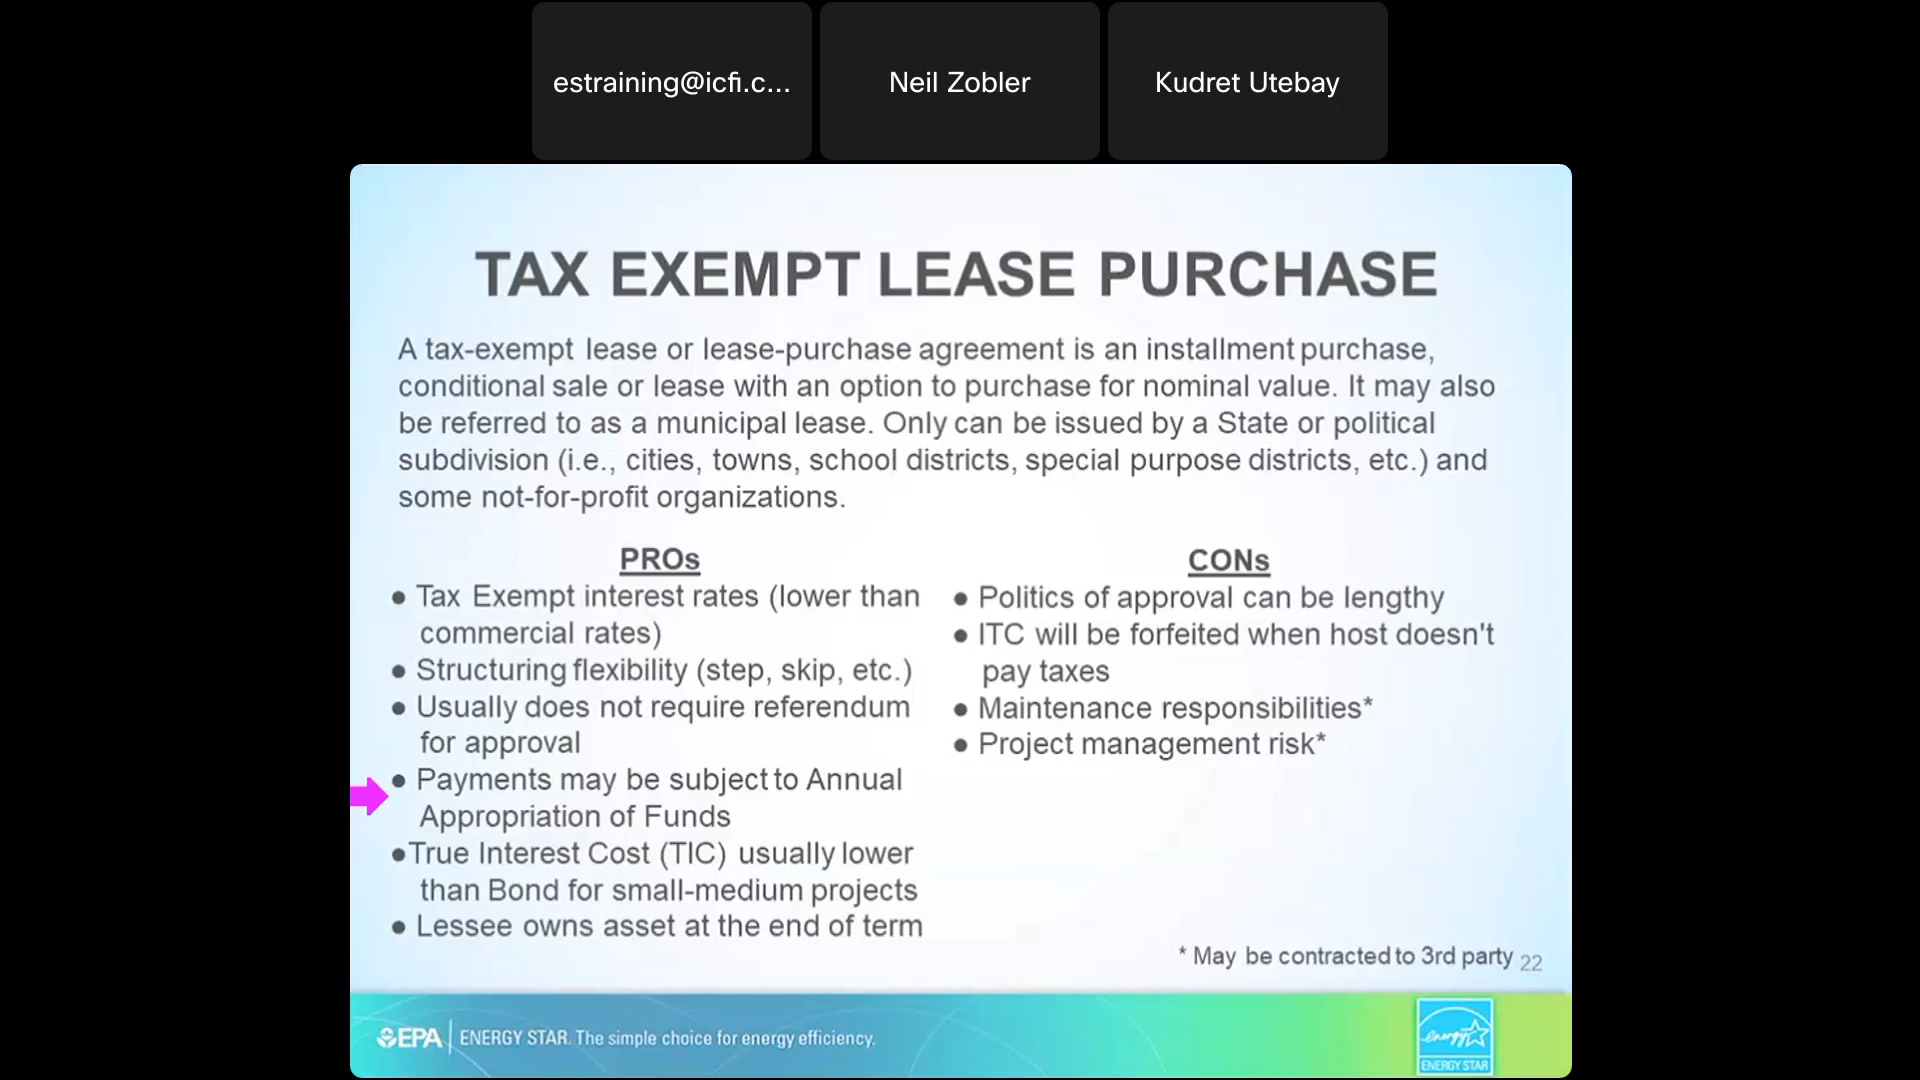 estraining@icfi.c...
Neil Zobler
Kudret Utebay
TAX EXEMPT LEASE PURCHASE
A tax-exempt lease or lease-purchase agreement is an installment purchase,
conditional sale or lease with an option to purchase for nominal value. It may also
be referred to as a municipal lease. Only can be issued by a State or political
subdivision (i.e., cities, towns, school districts, special purpose districts, etc.) and
some not-for-profit organizations.
PROs
● Tax Exempt interest rates (lower than
commercial rates)
● Structuring flexibility (step, skip, etc.)
● Usually does not require referendum
for approval
● Payments may be subject to Annual
Appropriation of Funds
●True Interest Cost (TIC) usually lower
than Bond for small-medium projects
● Lessee owns asset at the end of term
CONs
● Politics of approval can be lengthy
● ITC will be forfeited when host doesn't
pay taxes
● Maintenance responsibilities*
● Project management risk*
* May be contracted to 3rd party
22
EPA
ENERGY STAR. The simple choice for energy efficiency.
energy
ENERGY STAR